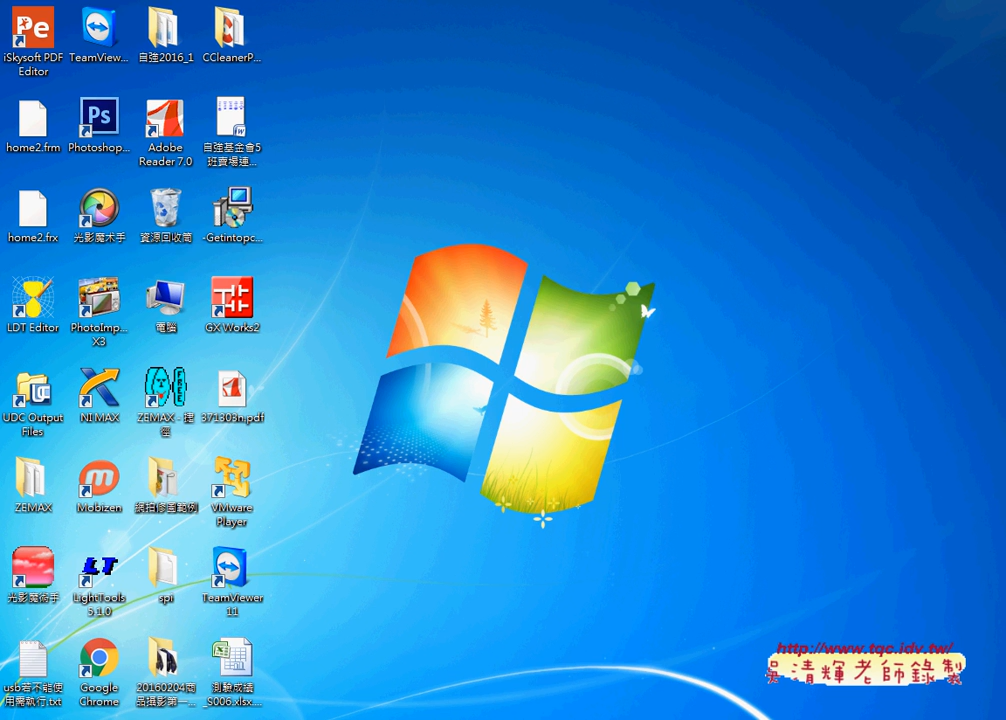 iSkysoft PDF
Editor
TeamView...
自強2016_1
CCleanerP...
home2.frm
Photoshop...
Adobe
Reader 7.0
自強基金會5
班賣場連...
home2.frx
光影魔术手
資源回收筒
-Getintopc...
LDT Editor
PhotoImp...
X3
電腦
GX Works2
UDC Output
Files
NI MAX
ZEMAX - 捷
徑
371303n.pdf
ZEMAX
Mobizen
網拍修圖範例
VMware
Player
光影魔術手
LightTools
5.1.0
spi
TeamViewer
11
usb若不能使
用需執行.txt
Google
Chrome
20160204商
品攝影第一...
測驗成績
_S006.xlsx...
http://www.tqc.idv.tw/
吳清輝老師錄製